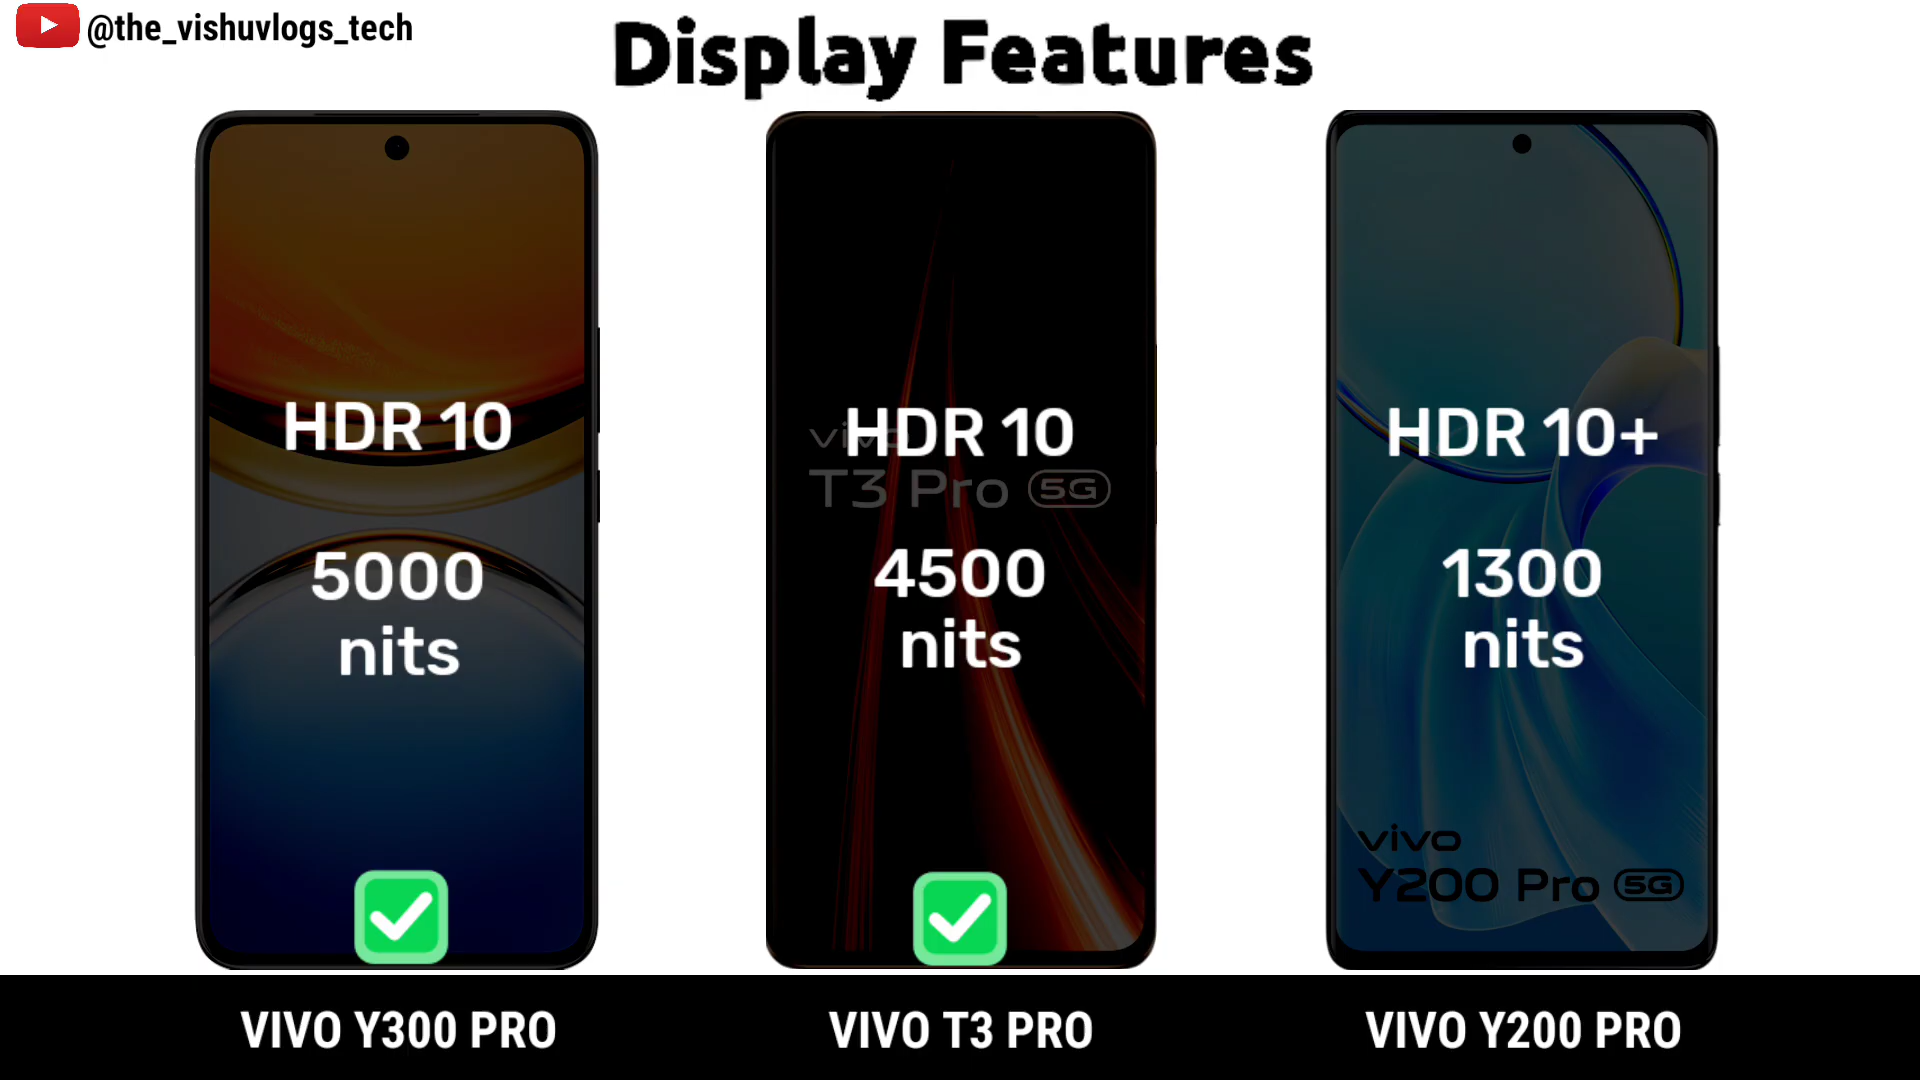 @the_vishuvlogs_tech
Display Features
HDR 10
5000
nits
vivo
T3 Pro 5G
HDR 10
4500
nits
HDR 10+
1300
nits
vivo
Y200 Pro 5G
VIVO Y300 PRO
VIVO T3 PRO
VIVO Y200 PRO